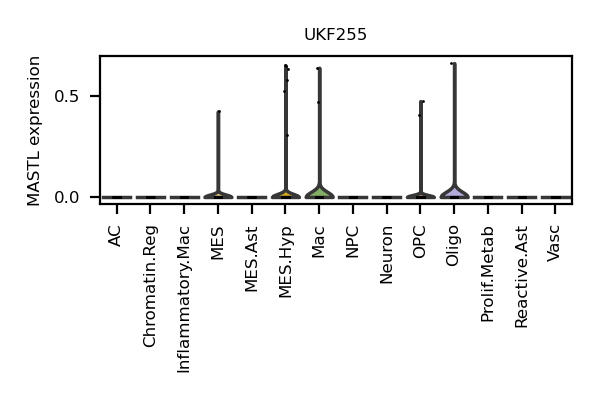 UKF255
MASTL expression
0.5
0.0
AC
Chromatin.Reg
Inflammatory.Mac
MES
MES.Ast
MES.Hyp
Mac
NPC
Neuron
OPC
Oligo
Prolif.Metab
Reactive.Ast
Vasc